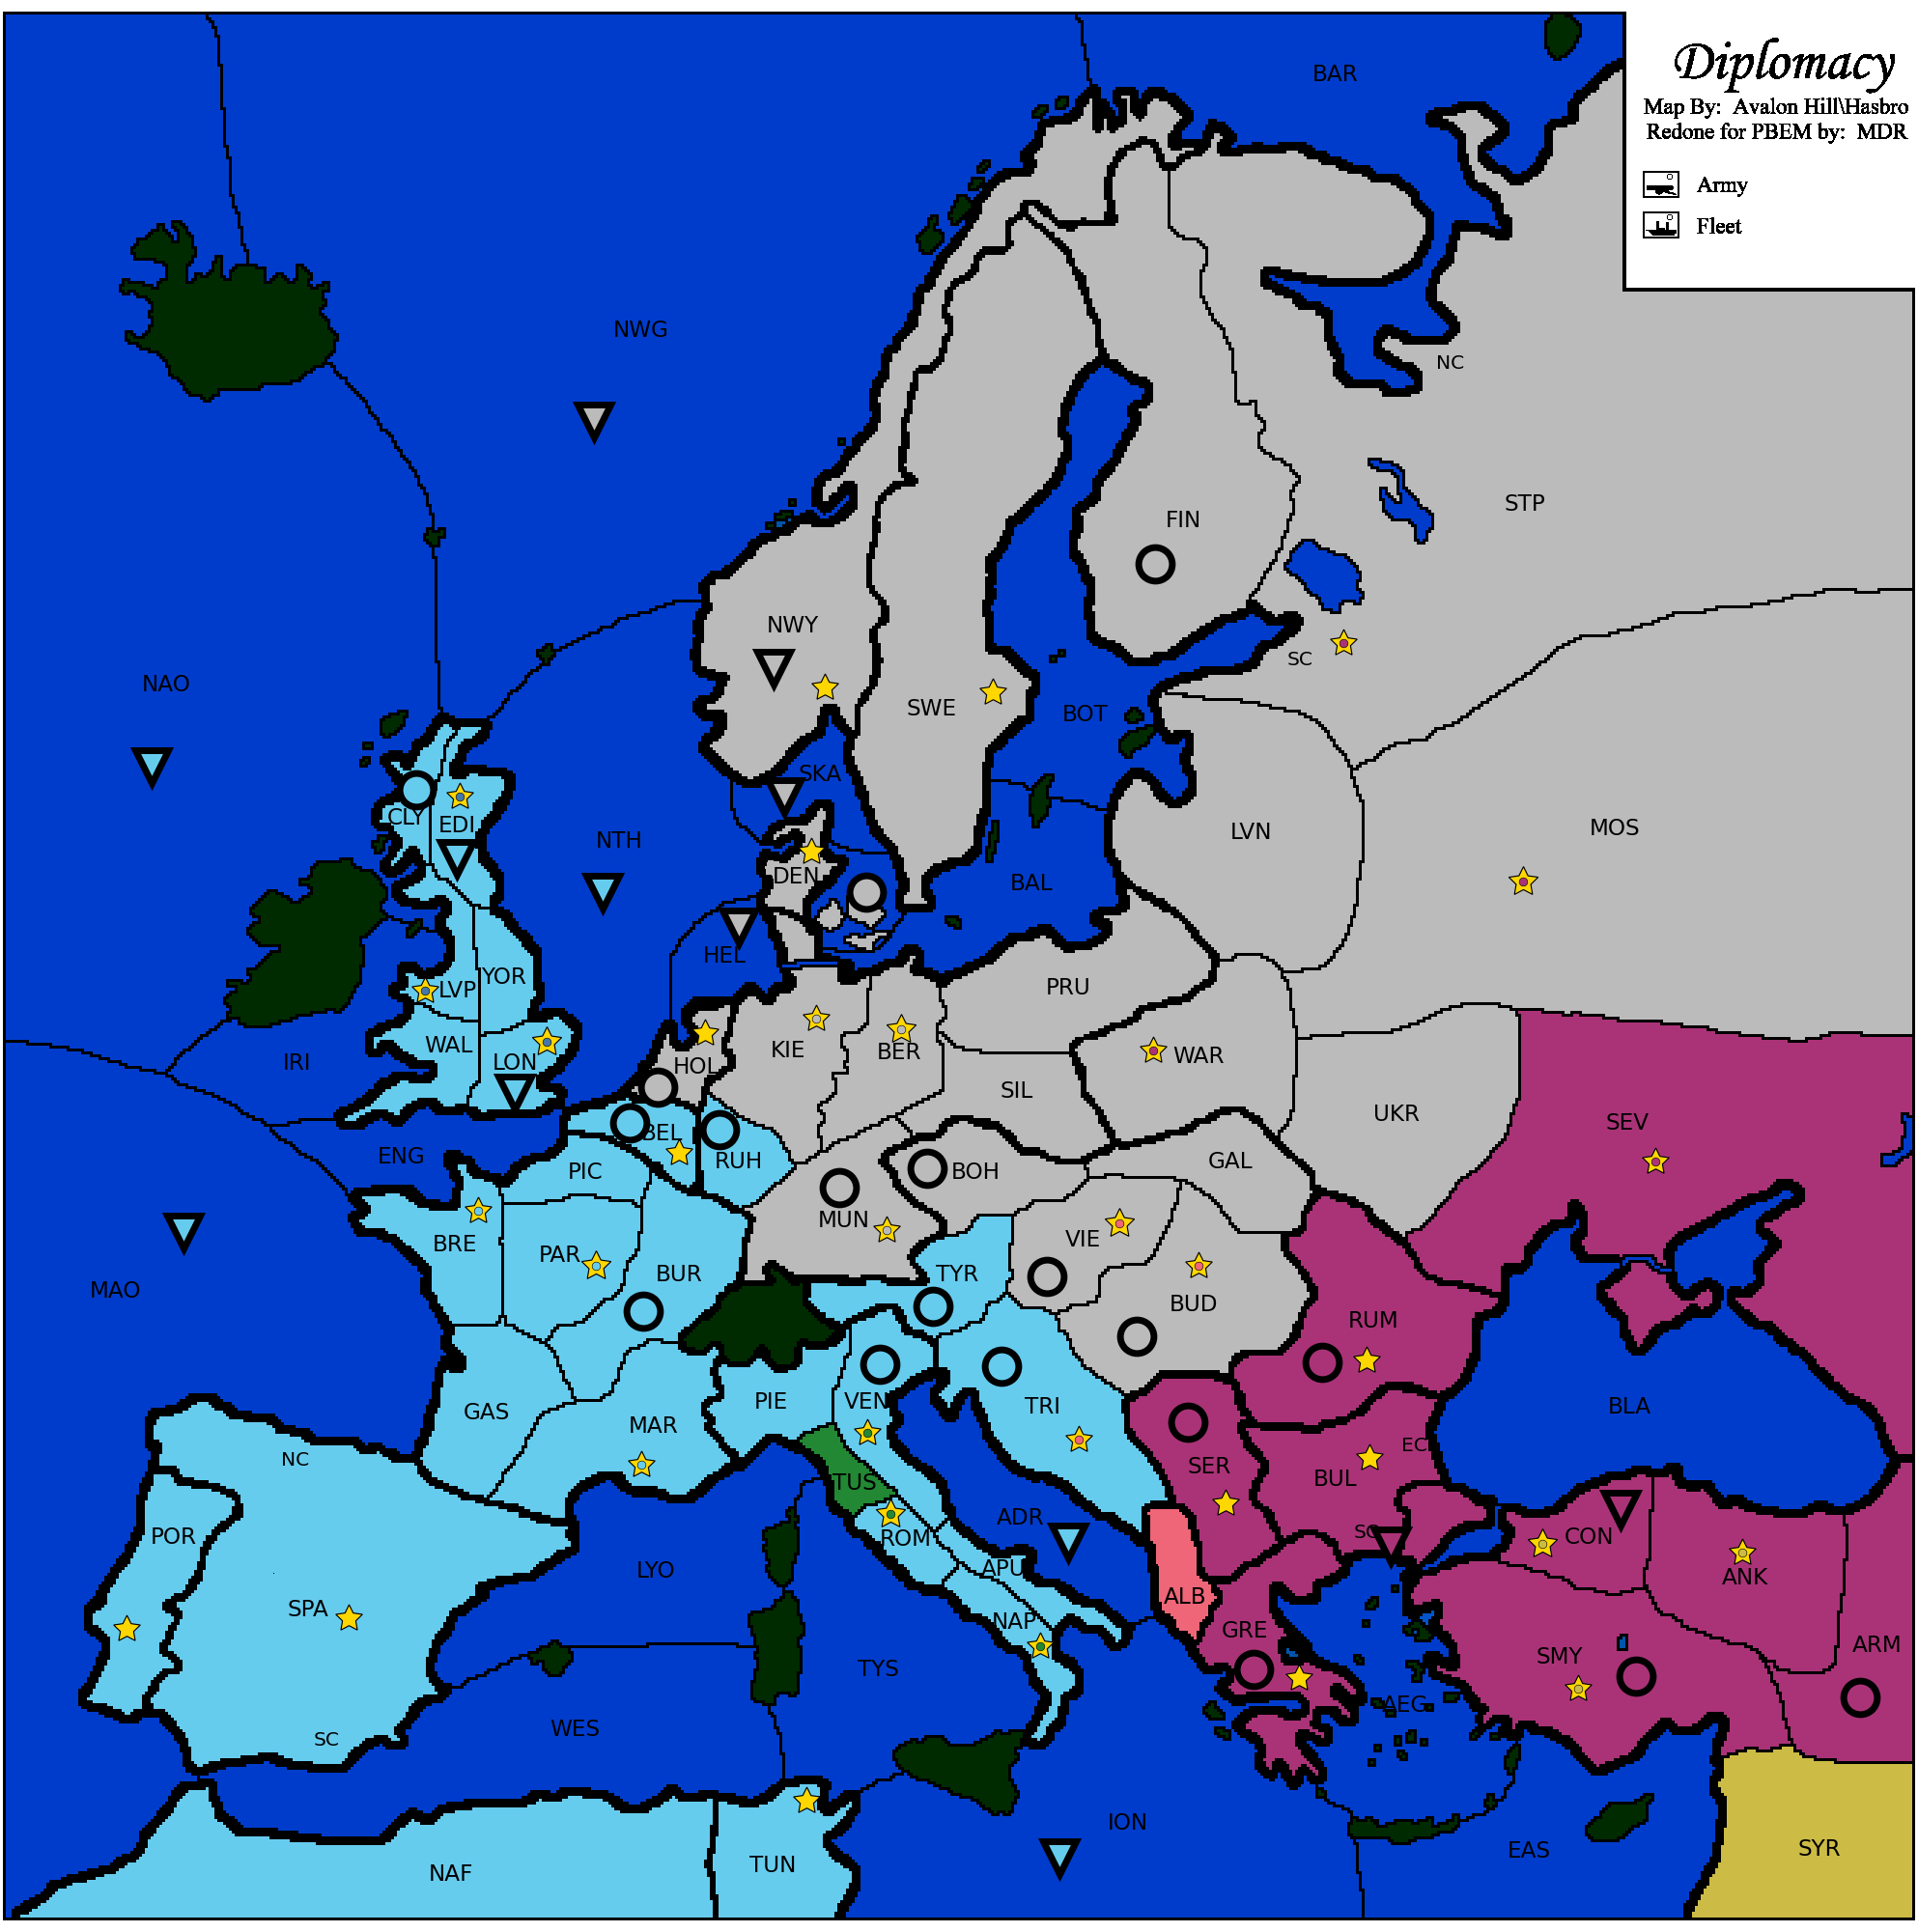 Diplomacy
Map By: Avalon Hill\Hasbro
Redone for PBEM by: MDR
Army
Fleet
BAR
NWG
NC
STP
FIN
NWY
SC
NAO
SWE
BOT
SKA
CLY
EDI
NTH
LVN
MOS
DEN
BAL
HEL
LVP
YOR
PRU
WAL
LON
IRI
HOL
KIE
BER
WAR
SIL
UKR
SEV
ENG
PIC
BEL
RUH
BOH
GAL
MUN
BRE
PAR
BUR
TYR
VIE
BUD
MAO
RUM
GAS
MAR
PIE
VEN
TRI
BLA
NC
SER
BUL
EC
TUS
ADR
SC
CON
ANK
POR
ROM
LYO
APU
ALB
SPA
NAP
GRE
SMY
ARM
TYS
AEG
SC
WES
ION
EAS
SYR
NAF
TUN